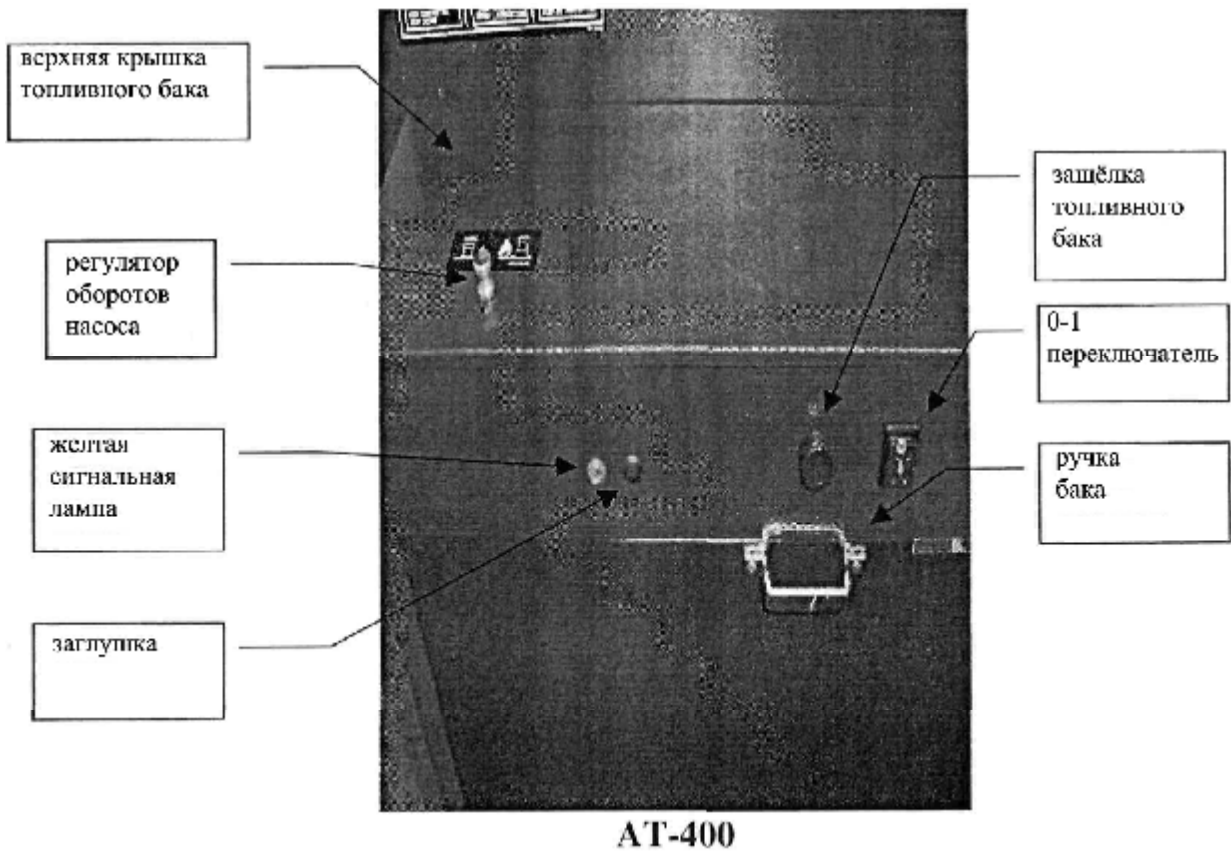 верхняя крышка
топливного бака
регулятор
оборотов
насоса
желтая
сигнальная
лампа
заглушка
защёлка
топливного
бака
0-1
переключатель
ручка
бака
АТ-400